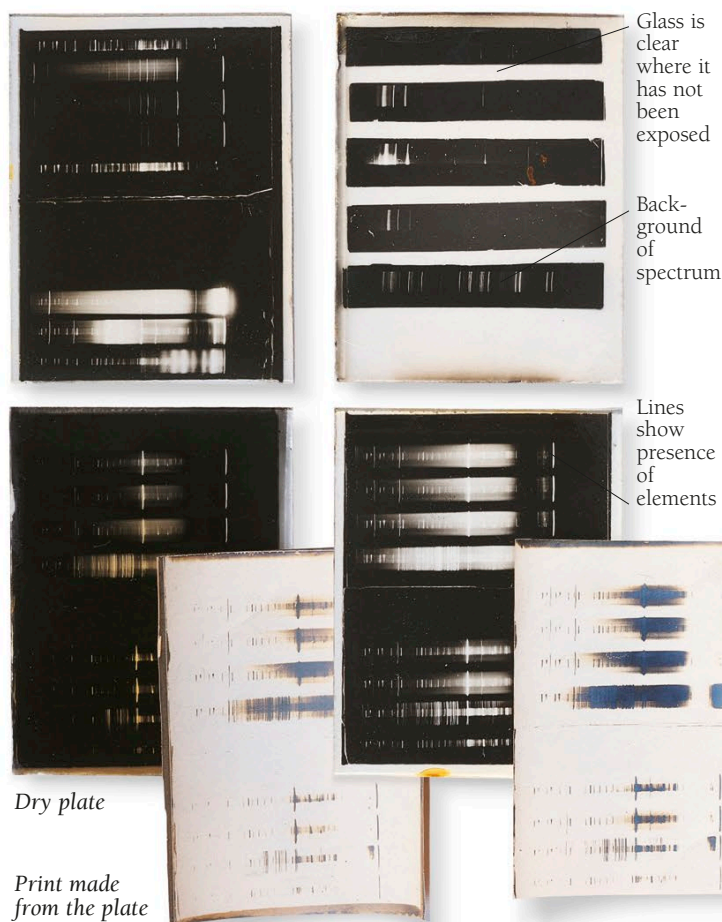 Glass is
clear
where it
has not
been
exposed
Back-
ground
of
spectrum
Lines
show
presence
of
elements
Dry plate
Print made
from the plate